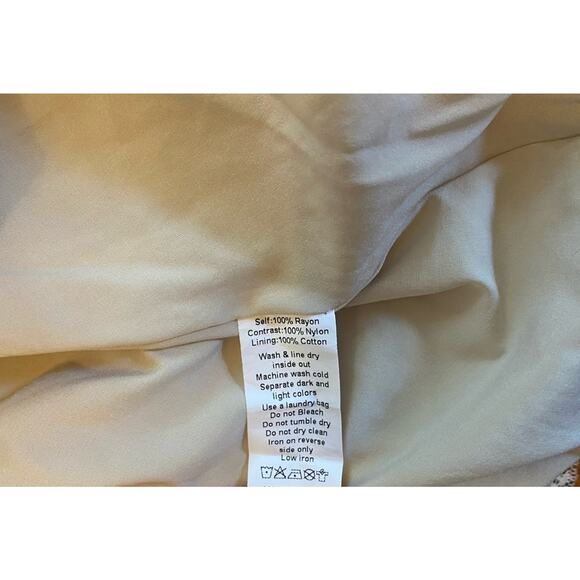 Self:100% Rayon
Contrast:100% Nylon
Lining:100% Cotton
Wash & line dry
inside out
Machine wash cold
Separate dark and
light colors
Use a laundry bag
Do not Bleach
Do not tumble dry
Do not dry clean
Iron on reverse
side only
Low iron